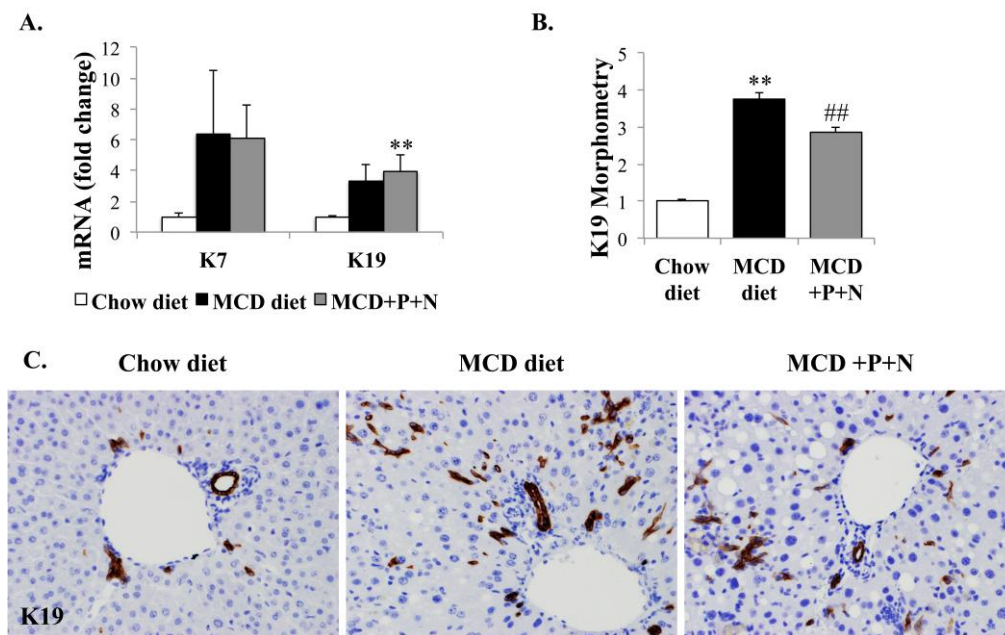 A.
mRNA (fold change)
12
10
8
6
4
2
0
**
K7 K19
Chow diet MCD diet MCD+P+N
B.
K19 Morphometry
5
4
3
2
1
0
**
##
Chow diet
MCD diet
MCD +P+N
C.
Chow diet MCD diet MCD +P+N
K19